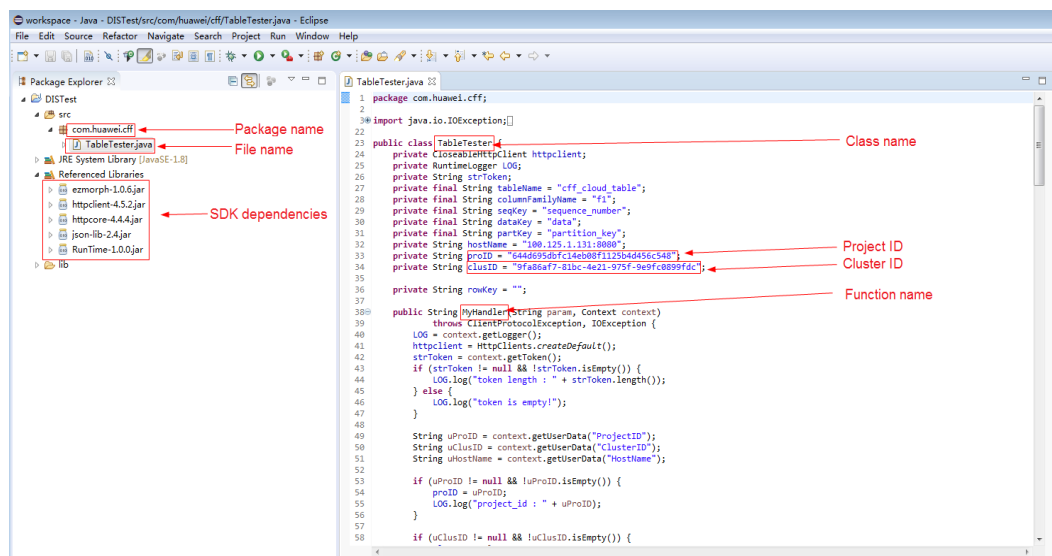 workspace - Java - DISTest/src/com/huawei/cff/TableTester.java - Eclipse
File Edit Source Refactor Navigate Search Project Run Window Help
Package Explorer
DISTest
src
com.huawei.cff
Package name
TableTester.java
File name
JRE System Library [JavaSE-1.8]
Referenced Libraries
ezmorph-1.0.6.jar
httpclient-4.5.2.jar
httpcore-4.4.4.jar
SDK dependencies
json-lib-2.4.jar
RunTime-1.0.0.jar
lib
TableTester.java
1 package com.huawei.cff;
2
3 import java.io.IOException;
22
23 public class TableTester {
Class name
24 private CloseableHttpClient httpclient;
25 private RuntimeLogger LOG;
26 private String strToken;
27 private final String tableName = "cff_cloud_table";
28 private final String columnFamilyName = "f1";
29 private final String seqKey = "sequence_number";
30 private final String dataKey = "data";
31 private final String partKey = "partition_key";
32 private String hostName = "100.125.1.131:8080";
33 private String proID = "644d695dbfc14eb08f1125b4d456c548";
Project ID
34 private String clusID = "9fa86af7-81bc-4e21-975f-9e9fc0899fdc";
Cluster ID
35
36 private String rowKey = "";
37
Function name
38 public String MyHandler(String param, Context context)
39 throws ClientProtocolException, IOException {
40 LOG = context.getLogger();
41 httpclient = HttpClients.createDefault();
42 strToken = context.getToken();
43 if (strToken != null && !strToken.isEmpty()) {
44 LOG.log("token length : " + strToken.length());
45 } else {
46 LOG.log("token is empty!");
47 }
48
49 String uProID = context.getUserData("ProjectID");
50 String uClusID = context.getUserData("ClusterID");
51 String uHostName = context.getUserData("HostName");
52
53 if (uProID != null && !uProID.isEmpty()) {
54 proID = uProID;
55 LOG.log("project_id : " + uProID);
56 }
57
58 if (uClusID != null && !uClusID.isEmpty()) {